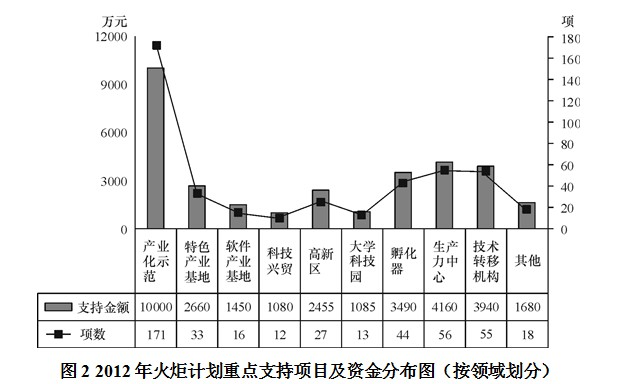 万元 项
12000 180
160
9000 140
120
6000 100
80
3000 60
40
20
0 0
产业化示范 特色产业基地 软件产业基地 科技兴贸 高新区 大学科技园 孵化器 生产力中心 技术转移机构 其他
支持金额 10000 2660 1450 1080 2455 1085 3490 4160 3940 1680
项数 171 33 16 12 27 13 44 56 55 18
图 2 2012 年火炬计划重点支持项目及资金分布图（按领域划分）